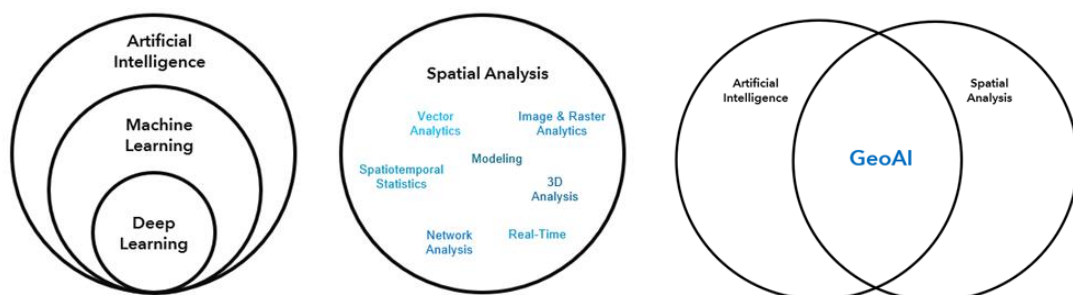 Artificial
Intelligence
Machine
Learning
Deep
Learning
Spatial Analysis
Vector
Analytics
Image & Raster
Analytics
Modeling
Spatiotemporal
Statistics
3D
Analysis
Network
Analysis
Real-Time
Artificial
Intelligence
Spatial
Analysis
GeoAI